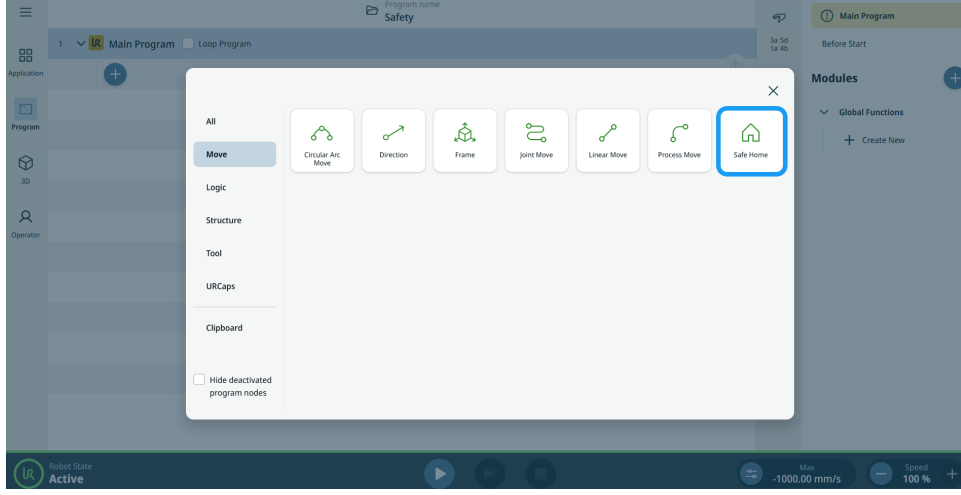 Program name
Safety
1 Main Program Loop Program
3a 5d
1a 4b
Main Program
Before Start
Modules
Global Functions
Create New
Application
Program
3D
Operator
All
Move
Logic
Structure
Tool
URCaps
Clipboard
Hide deactivated
program nodes
Circular Arc
Move
Direction
Frame
Joint Move
Linear Move
Process Move
Safe Home
Robot State
Active
Max
-1000.00 mm/s
Speed
100 %